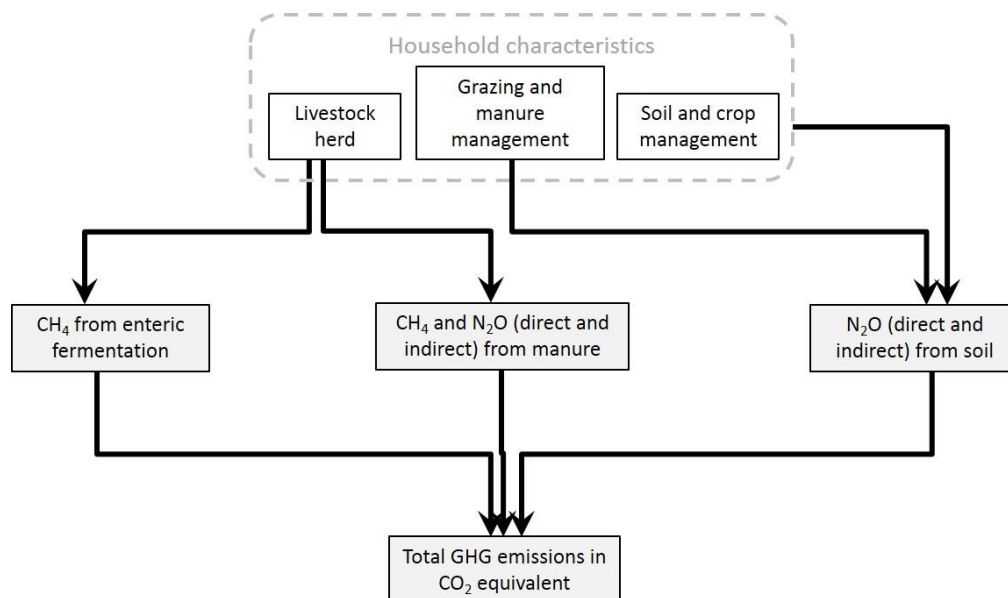 Household characteristics
Livestock
herd
Grazing and
manure
management
Soil and crop
management
CH₄ from enteric
fermentation
CH₄ and N₂O (direct and
indirect) from manure
N₂O (direct and
indirect) from soil
Total GHG emissions in
CO₂ equivalent